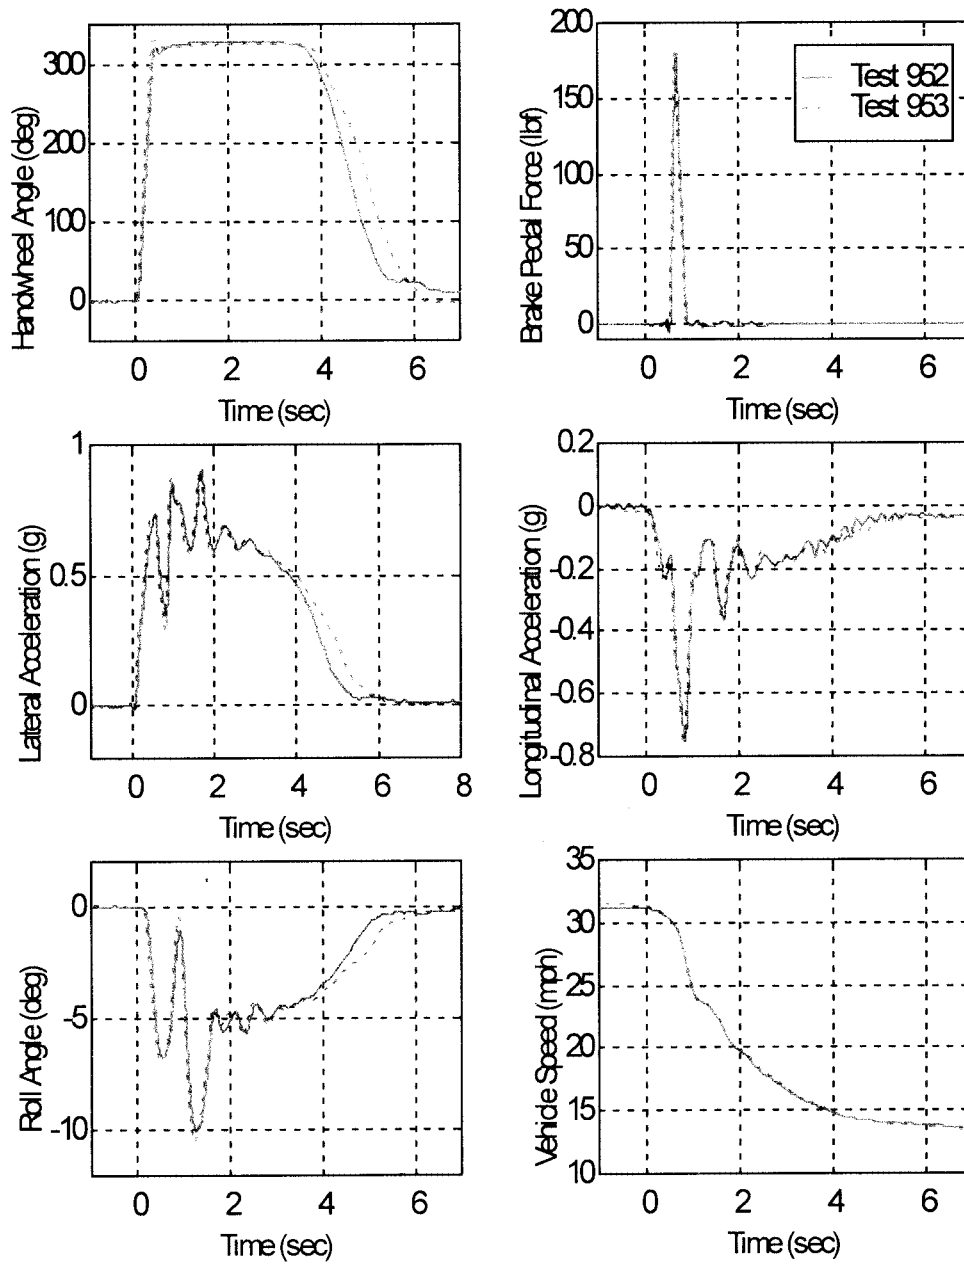 Handwheel Angle (deg)
300
200
100
0
0 2 4 6
Time (sec)
Brake Pedal Force (lbf)
200
150
100
50
0
0 2 4 6
Time (sec)
Test 952
Test 953
Lateral Acceleration (g)
1
0.5
0
0 2 4 6 8
Time (sec)
Longitudinal Acceleration (g)
0.2
0
-0.2
-0.4
-0.6
-0.8
0 2 4 6
Time (sec)
Roll Angle (deg)
0
-5
-10
0 2 4 6
Time (sec)
Vehicle Speed (mph)
35
30
25
20
15
10
0 2 4 6
Time (sec)